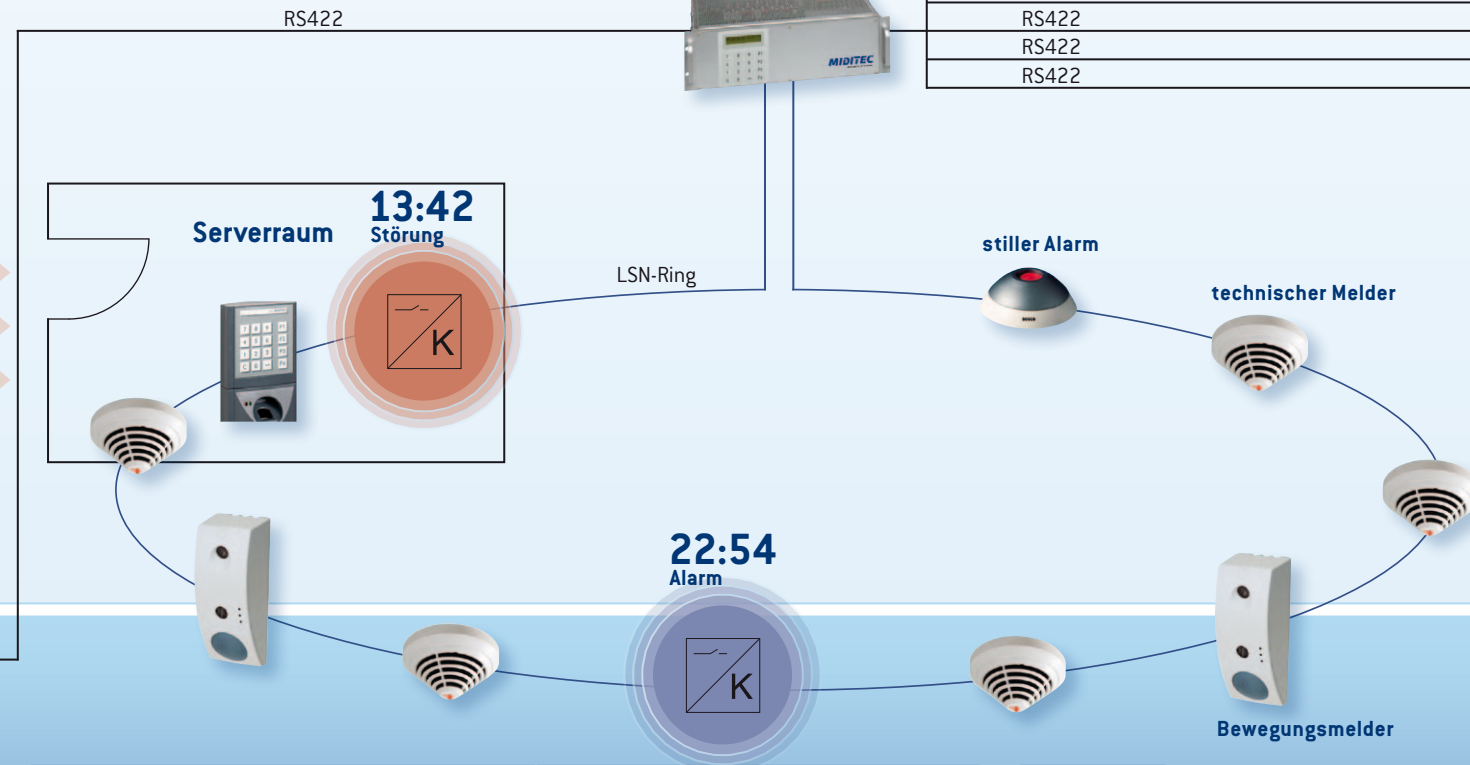 RS422
RS422
RS422
RS422
MIDITEC
13:42
Störung
Serverraum
LSN-Ring
stiller Alarm
technischer Melder
K
22:54
Alarm
K
Bewegungsmelder